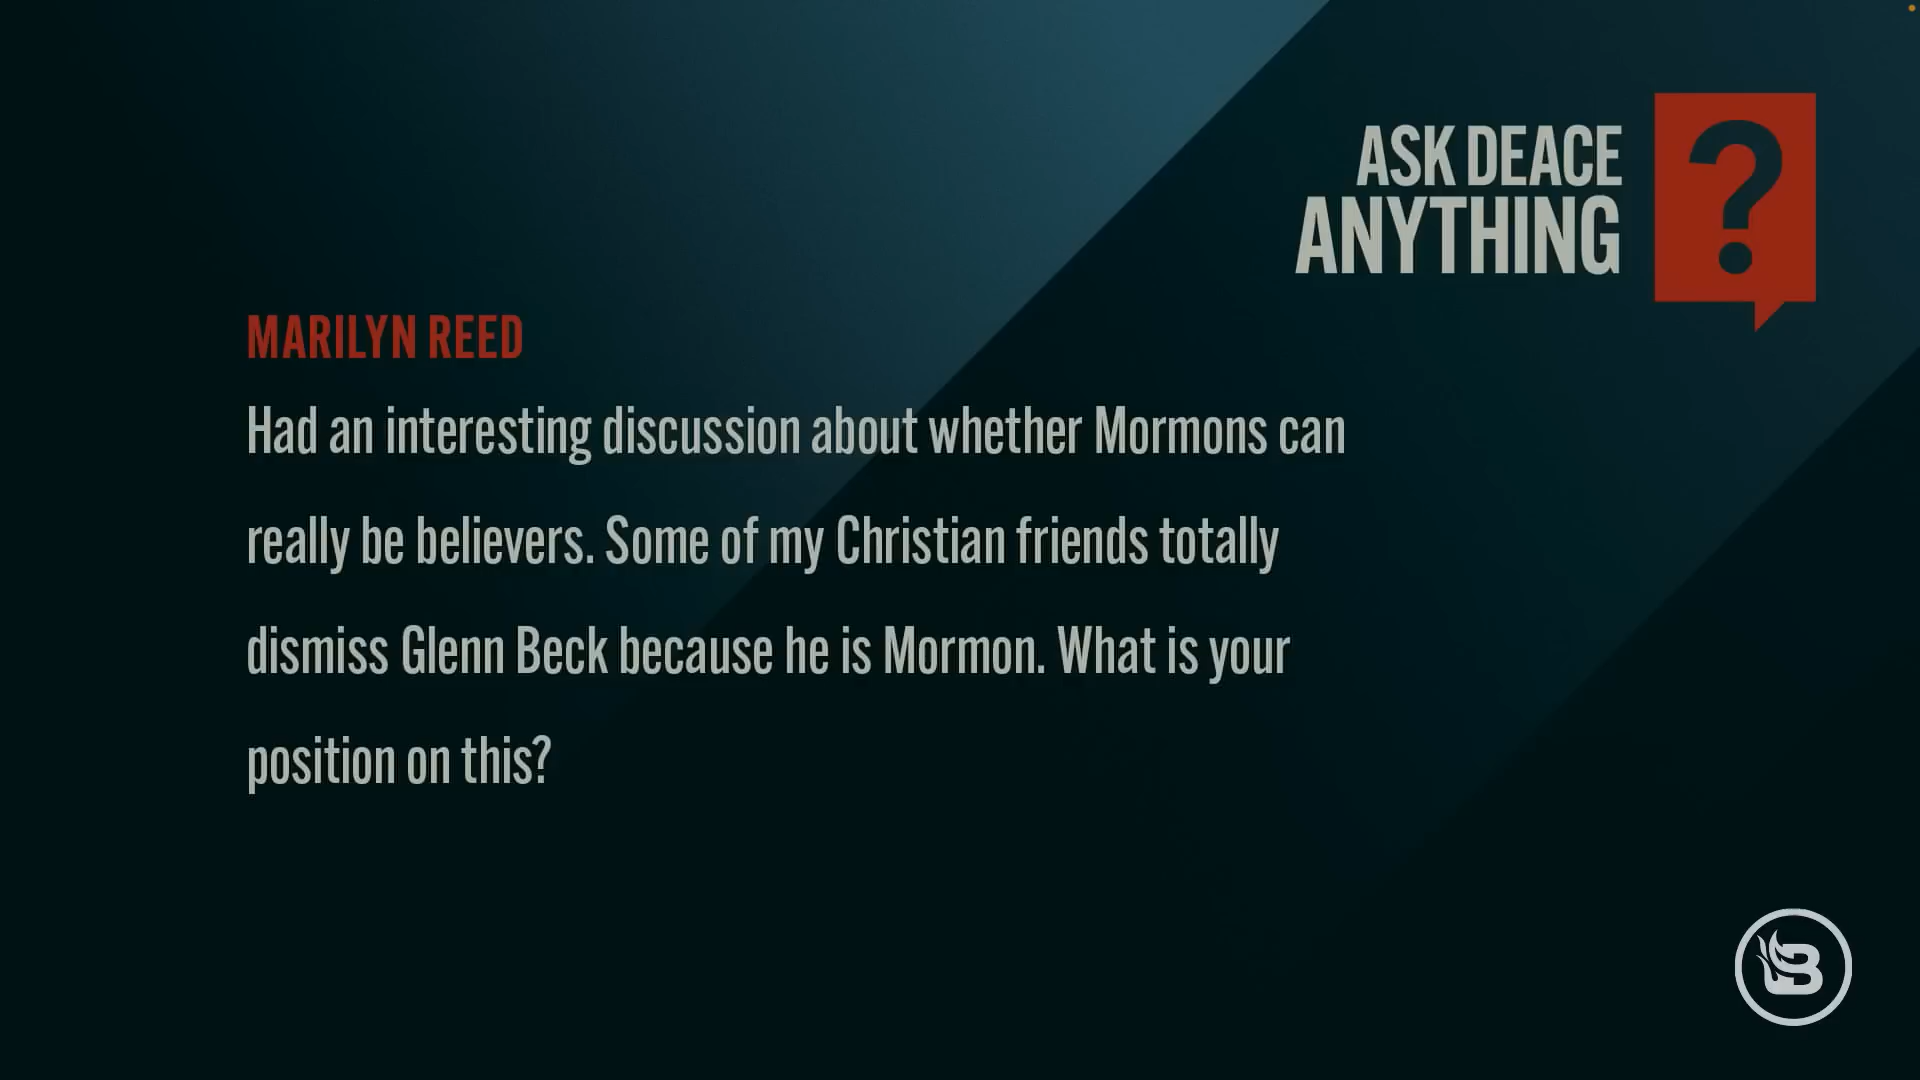 ASK DEACE
ANYTHING
?
MARILYN REED
Had an interesting discussion about whether Mormons can
really be believers. Some of my Christian friends totally
dismiss Glenn Beck because he is Mormon. What is your
position on this?
B